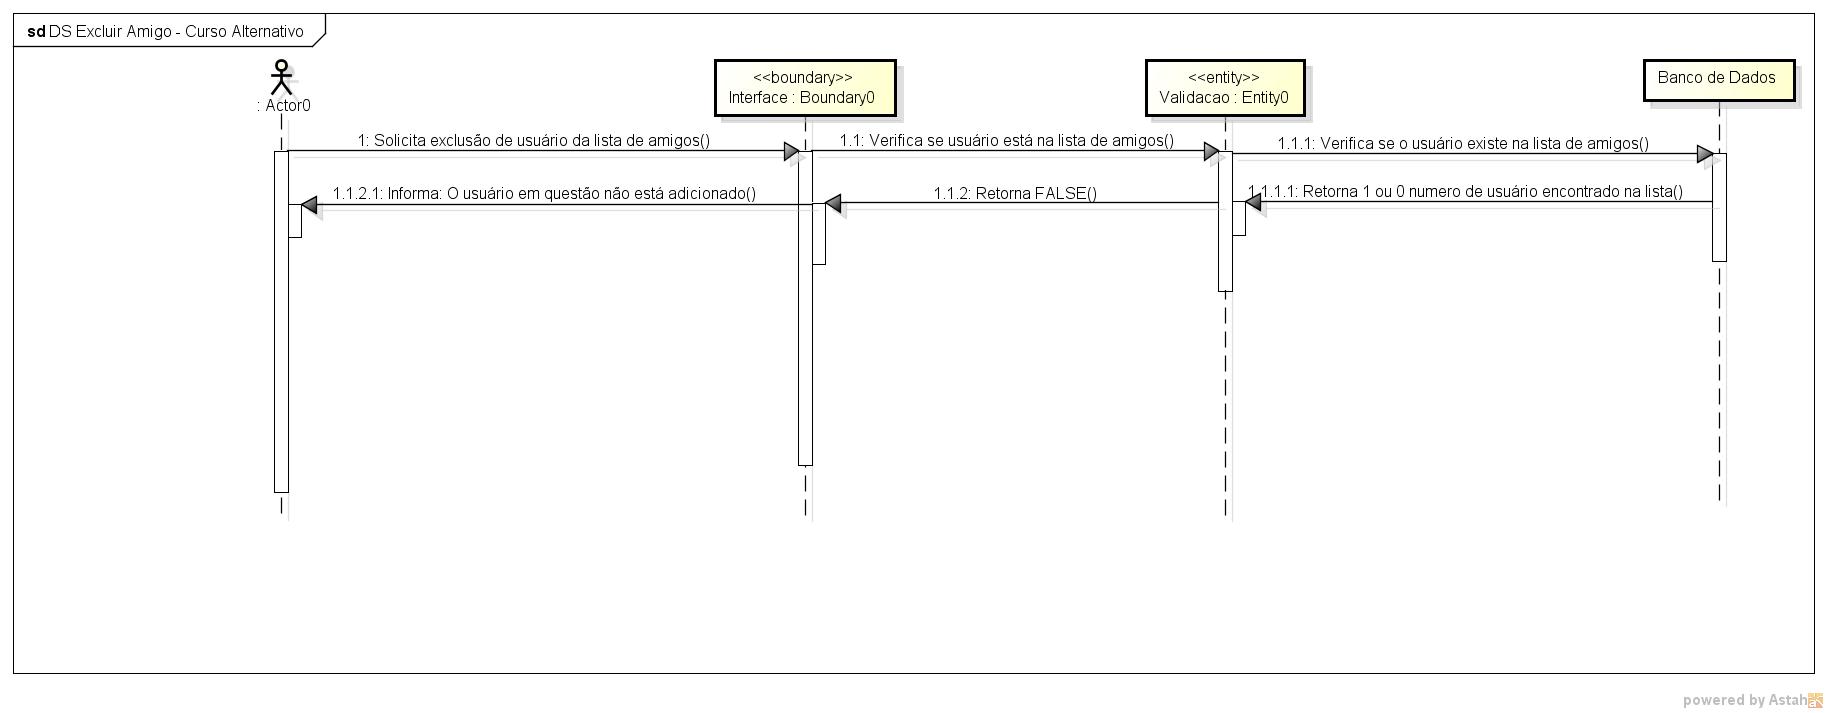 sd DS Excluir Amigo - Curso Alternativo
: Actor0
<<boundary>>
Interface : Boundary0
<<entity>>
Validacao : Entity0
Banco de Dados
1: Solicita exclusão de usuário da lista de amigos()
1.1: Verifica se usuário está na lista de amigos()
1.1.1: Verifica se o usuário existe na lista de amigos()
1.1.2.1: Informa: O usuário em questão não está adicionado()
1.1.2: Retorna FALSE()
1.1.1.1: Retorna 1 ou 0 numero de usuário encontrado na lista()
powered by Astah